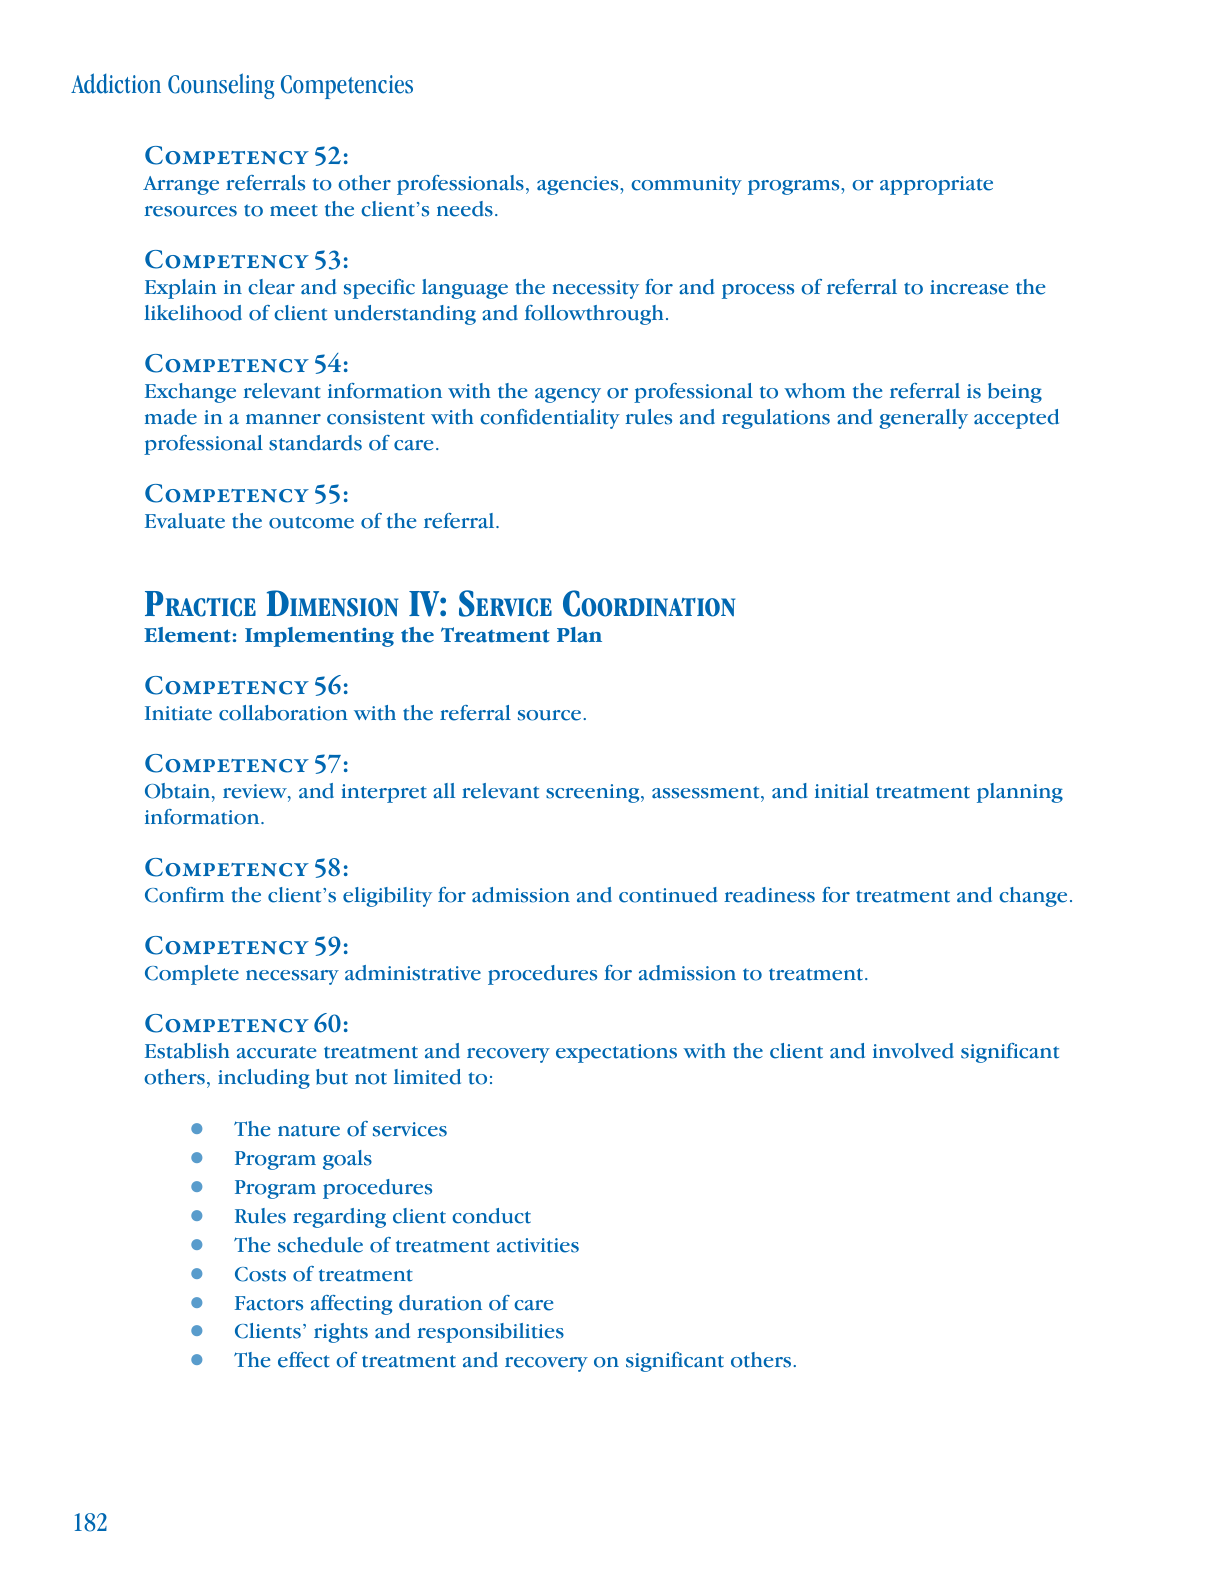 Addiction Counseling Competencies
COMPETENCY 52:
Arrange referrals to other professionals, agencies, community programs, or appropriate
resources to meet the client's needs.
COMPETENCY 53:
Explain in clear and specific language the necessity for and process of referral to increase the
likelihood of client understanding and followthrough.
COMPETENCY 54:
Exchange relevant information with the agency or professional to whom the referral is being
made in a manner consistent with confidentiality rules and regulations and generally accepted
professional standards of care.
COMPETENCY 55:
Evaluate the outcome of the referral.
PRACTICE DIMENSION IV: SERVICE COORDINATION
Element: Implementing the Treatment Plan
COMPETENCY 56:
Initiate collaboration with the referral source.
COMPETENCY 57:
Obtain, review, and interpret all relevant screening, assessment, and initial treatment planning
information.
COMPETENCY 58:
Confirm the client's eligibility for admission and continued readiness for treatment and change.
COMPETENCY 59:
Complete necessary administrative procedures for admission to treatment.
COMPETENCY 60:
Establish accurate treatment and recovery expectations with the client and involved significant
others, including but not limited to:
● The nature of services
● Program goals
● Program procedures
● Rules regarding client conduct
● The schedule of treatment activities
● Costs of treatment
● Factors affecting duration of care
● Clients' rights and responsibilities
● The effect of treatment and recovery on significant others.
182